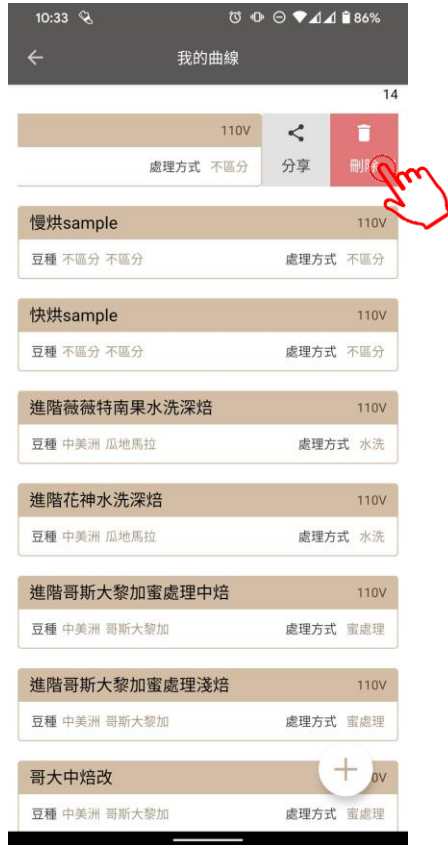 10:33 86%
我的曲線
14
110V 分享 刪除
處理方式 不區分
慢烘sample 110V
豆種 不區分 不區分 處理方式 不區分
快烘sample 110V
豆種 不區分 不區分 處理方式 不區分
進階薇薇特南果水洗深焙 110V
豆種 中美洲 瓜地馬拉 處理方式 水洗
進階花神水洗深焙 110V
豆種 中美洲 瓜地馬拉 處理方式 水洗
進階哥斯大黎加蜜處理中焙 110V
豆種 中美洲 哥斯大黎加 處理方式 蜜處理
進階哥斯大黎加蜜處理淺焙 110V
豆種 中美洲 哥斯大黎加 處理方式 蜜處理
哥大中焙改 0V
豆種 中美洲 哥斯大黎加 處理方式 蜜處理